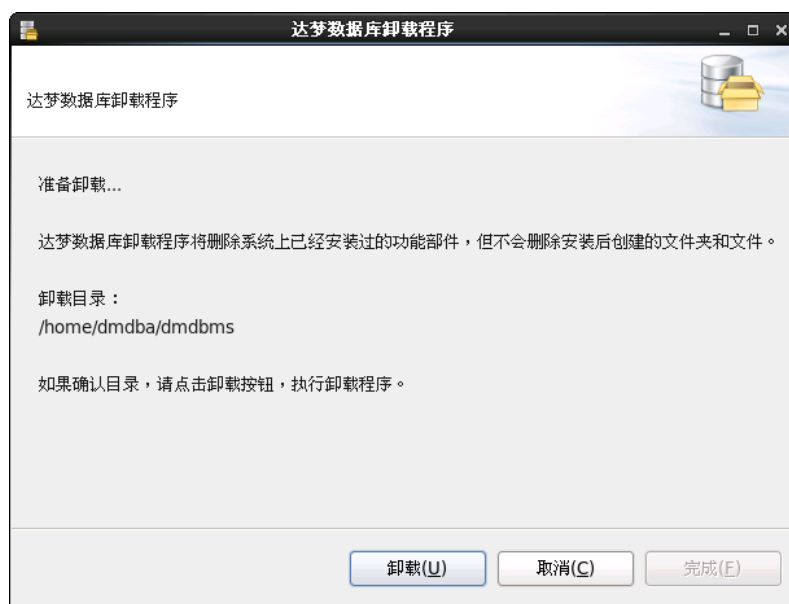 达梦数据库卸载程序
达梦数据库卸载程序
准备卸载...
达梦数据库卸载程序将删除系统上已经安装过的功能部件，但不会删除安装后创建的文件夹和文件。
卸载目录：
/home/dmdba/dmdbms
如果确认目录，请点击卸载按钮，执行卸载程序。
卸载(U) 取消(C) 完成(F)